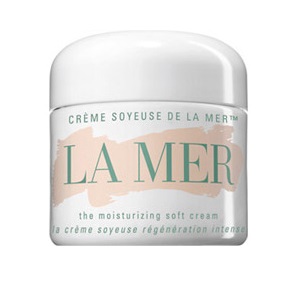 CRÈME SOYEUSE DE LA MER™
LA MER
the moisturizing soft cream
la crème soyeuse régénération intense